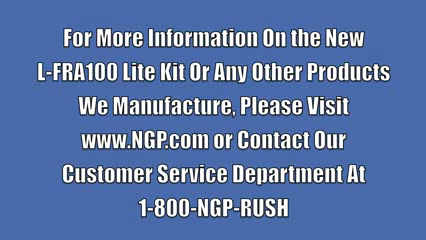 For More Information On the New
L-FRA100 Lite Kit Or Any Other Products
We Manufacture, Please Visit
www.NGP.com or Contact Our
Customer Service Department At
1-800-NGP-RUSH